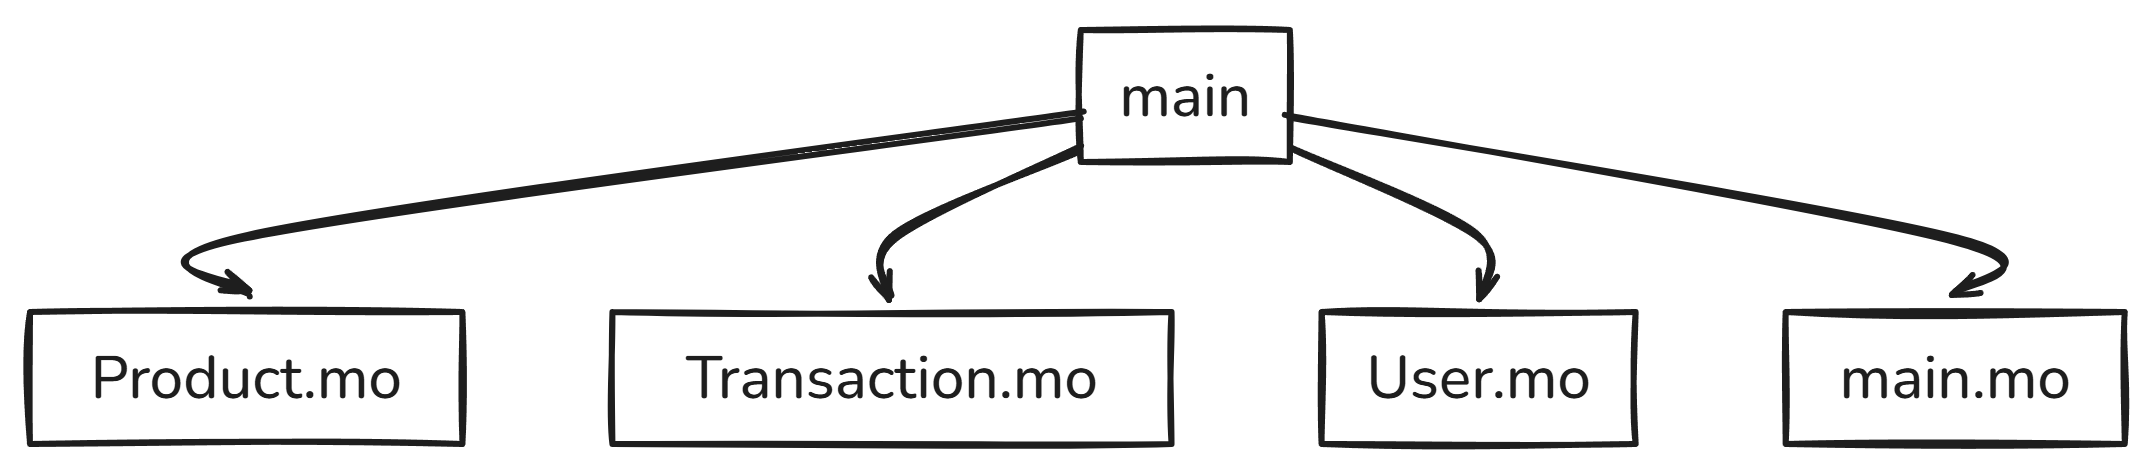 main
Product.mo
Transaction.mo
User.mo
main.mo